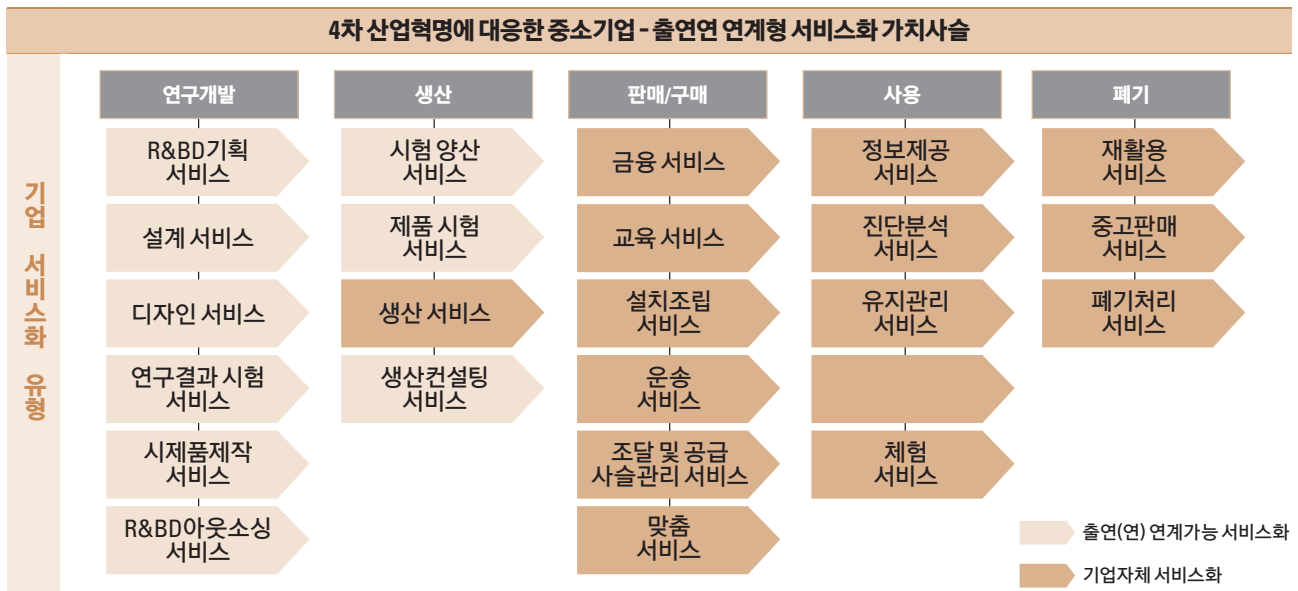 4차 산업혁명에 대응한 중소기업 - 출연연 연계형 서비스화 가치사슬
기업 서비스화 유형
연구개발
R&BD기획
서비스
설계 서비스
디자인 서비스
연구결과 시험
서비스
시제품제작
서비스
R&BD아웃소싱
서비스
생산
시험 양산
서비스
제품 시험
서비스
생산 서비스
생산컨설팅
서비스
판매/구매
금융 서비스
교육 서비스
설치조립
서비스
운송
서비스
조달 및 공급
사슬관리 서비스
맞춤
서비스
사용
정보제공
서비스
진단분석
서비스
유지관리
서비스
체험
서비스
폐기
재활용
서비스
중고판매
서비스
폐기처리
서비스
출연(연) 연계가능 서비스화
기업자체 서비스화